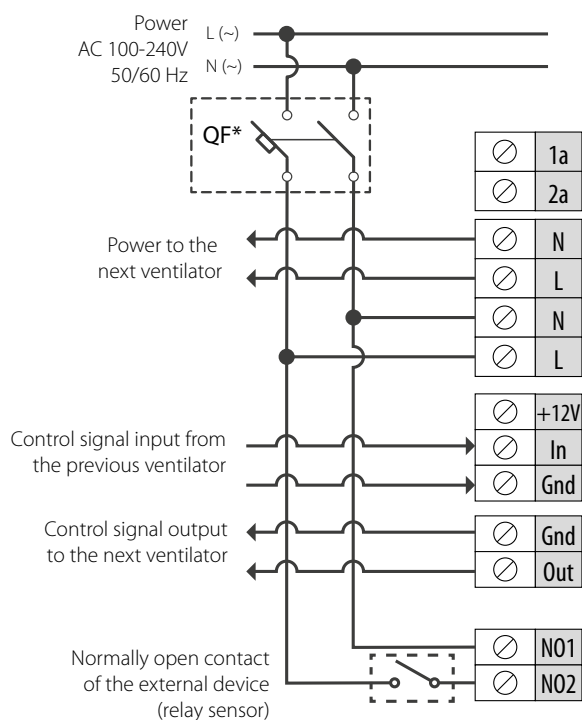 Power
AC 100-240V
50/60 Hz
L (~)
N (~)
QF*
1a
2a
Power to the
next ventilator
N
L
N
L
+12V
Control signal input from
the previous ventilator
In
Gnd
Control signal output
to the next ventilator
Gnd
Out
Normally open contact
of the external device
(relay sensor)
NO1
NO2